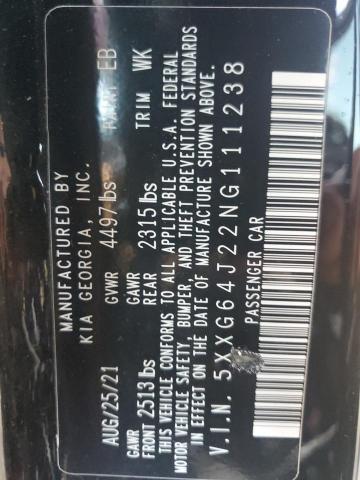 MANUFACTURED BY
KIA GEORGIA, INC.
AUG/25/21 GVWR 4497lbs PAINT EB
GAWR GAWR
FRONT 2513lbs REAR 2315lbs TRIM WK
THIS VEHICLE CONFORMS TO ALL APPLICABLE U.S.A. FEDERAL
MOTOR VEHICLE SAFETY, BUMPER, AND THEFT PREVENTION STANDARDS
IN EFFECT ON THE DATE OF MANUFACTURE SHOWN ABOVE.
V.I.N. 5XXG64J22NG111238
PASSENGER CAR